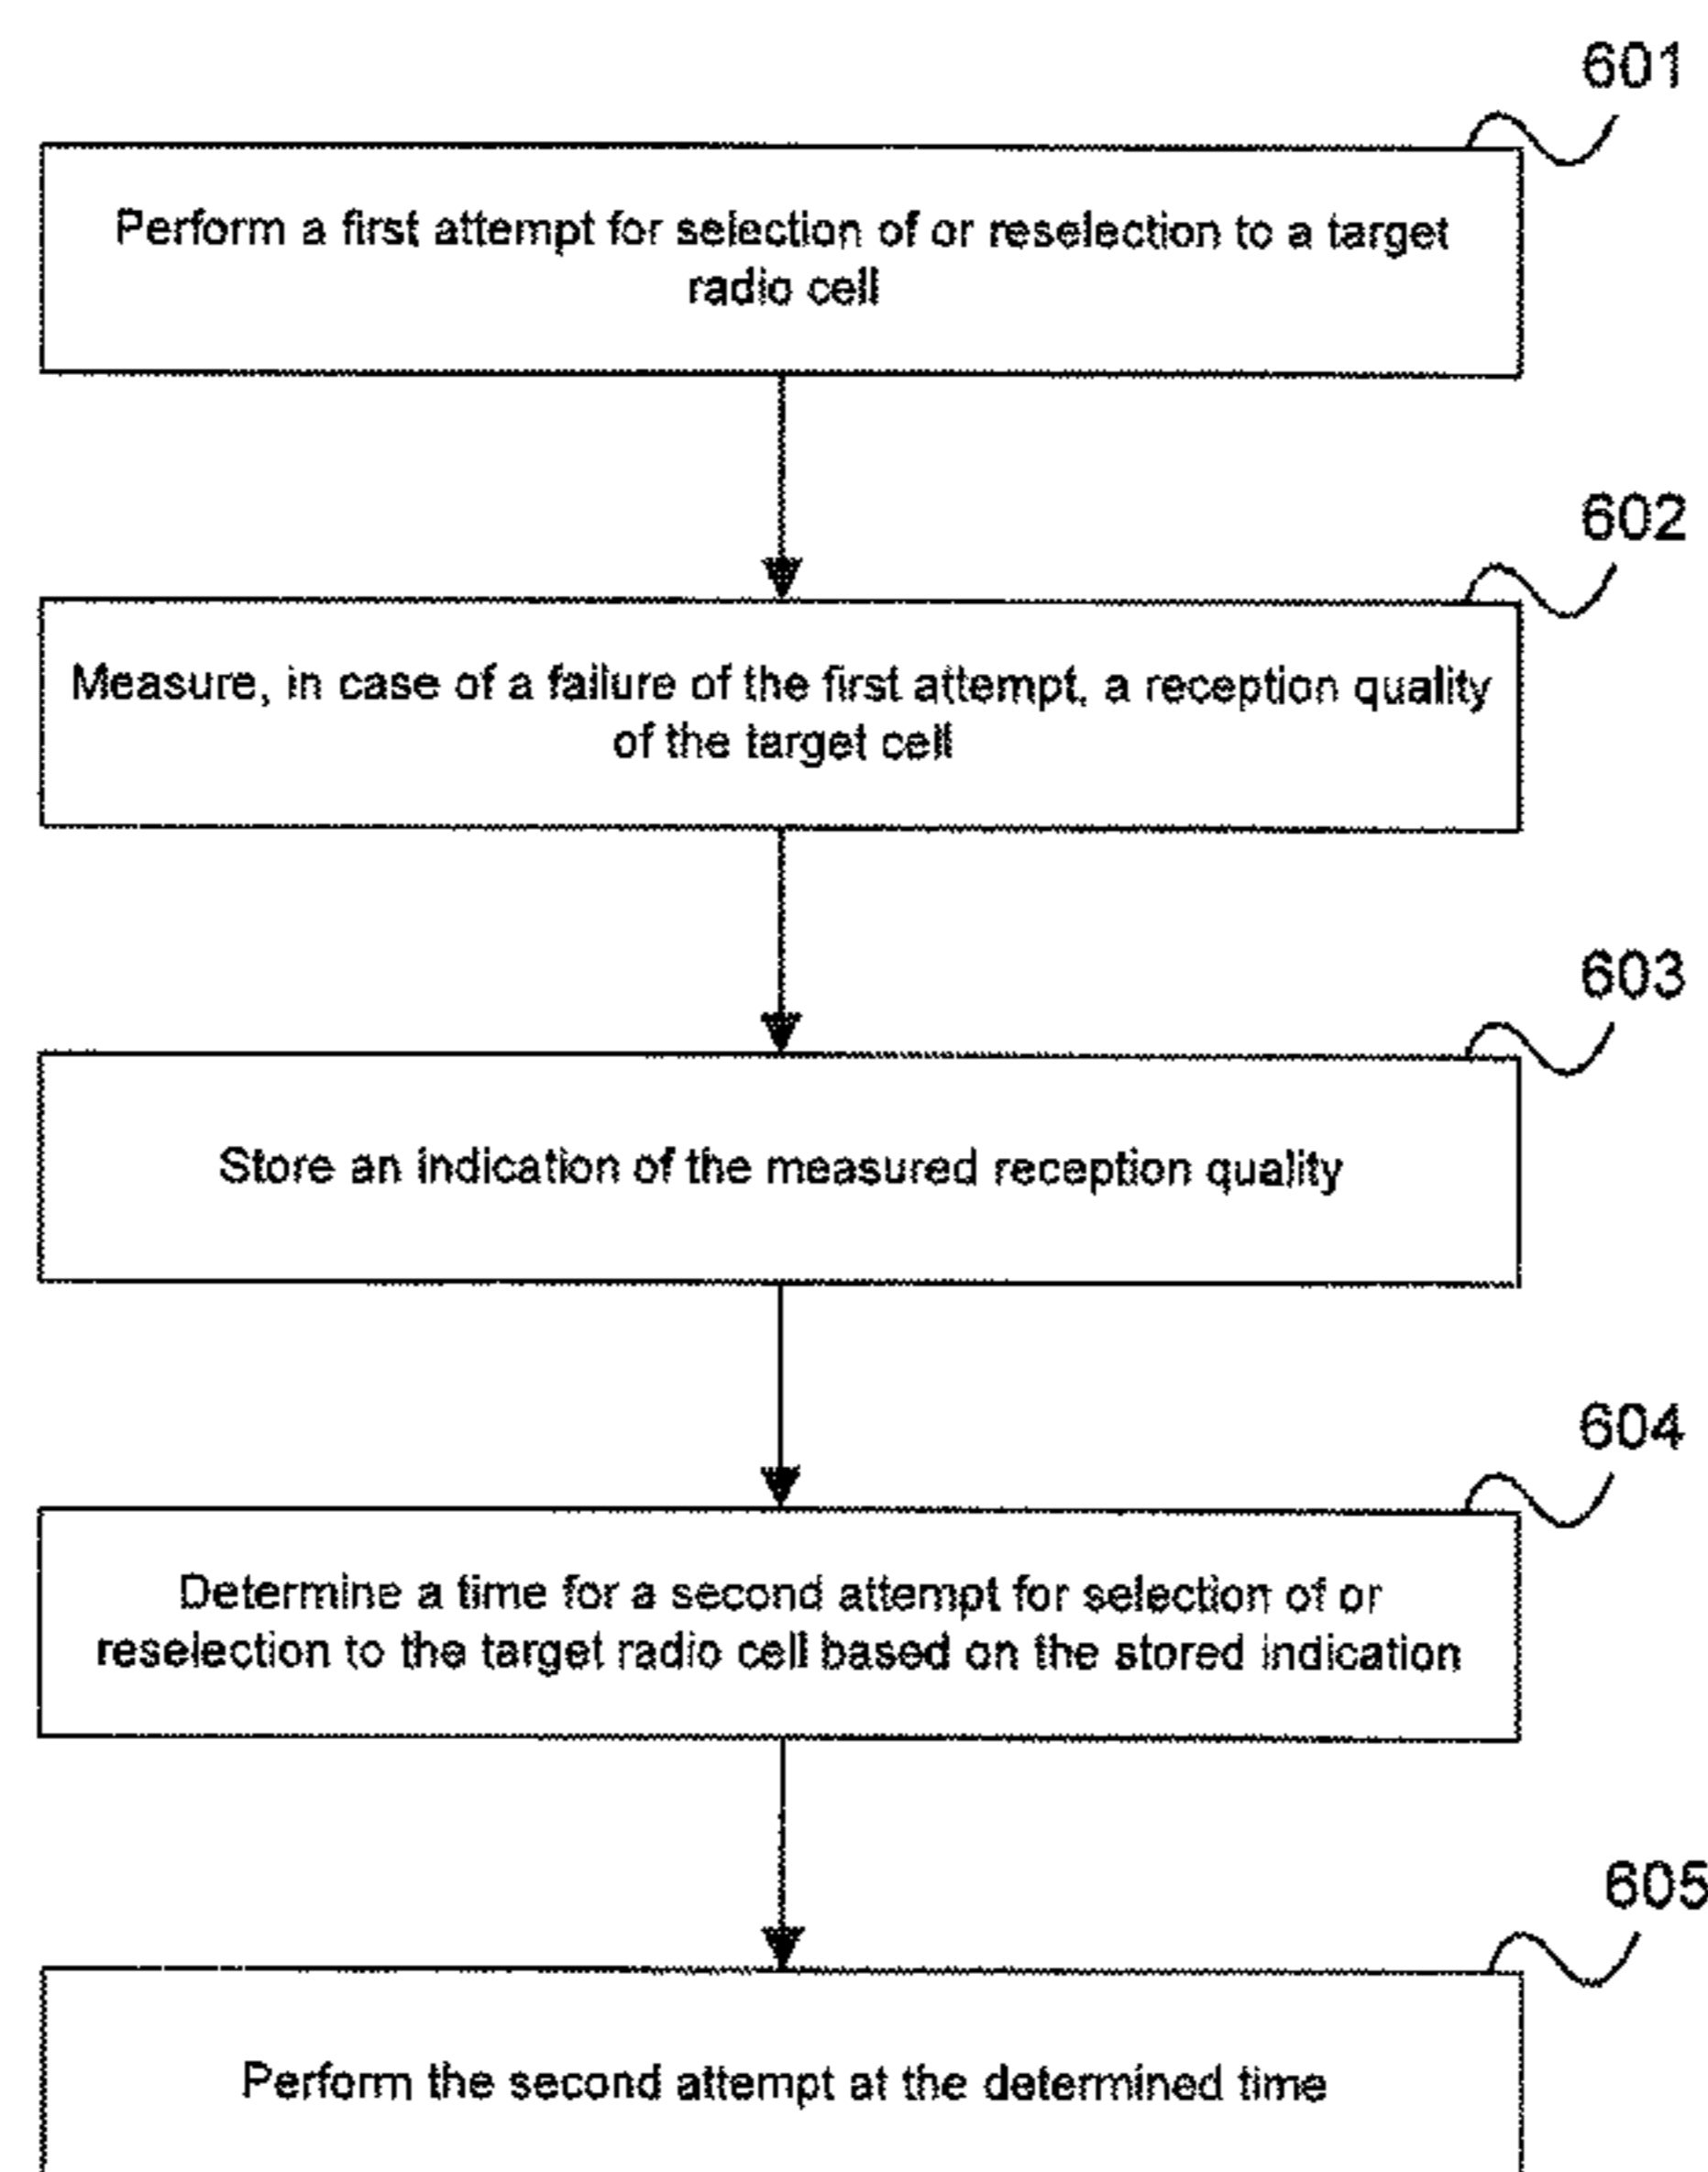 601
Perform a first attempt for selection of or reselection to a target
radio cell
602
Measure, in case of a failure of the first attempt, a reception quality
of the target cell
603
Store an indication of the measured reception quality
604
Determine a time for a second attempt for selection of or
reselection to the target radio cell based on the stored indication
605
Perform the second attempt at the determined time